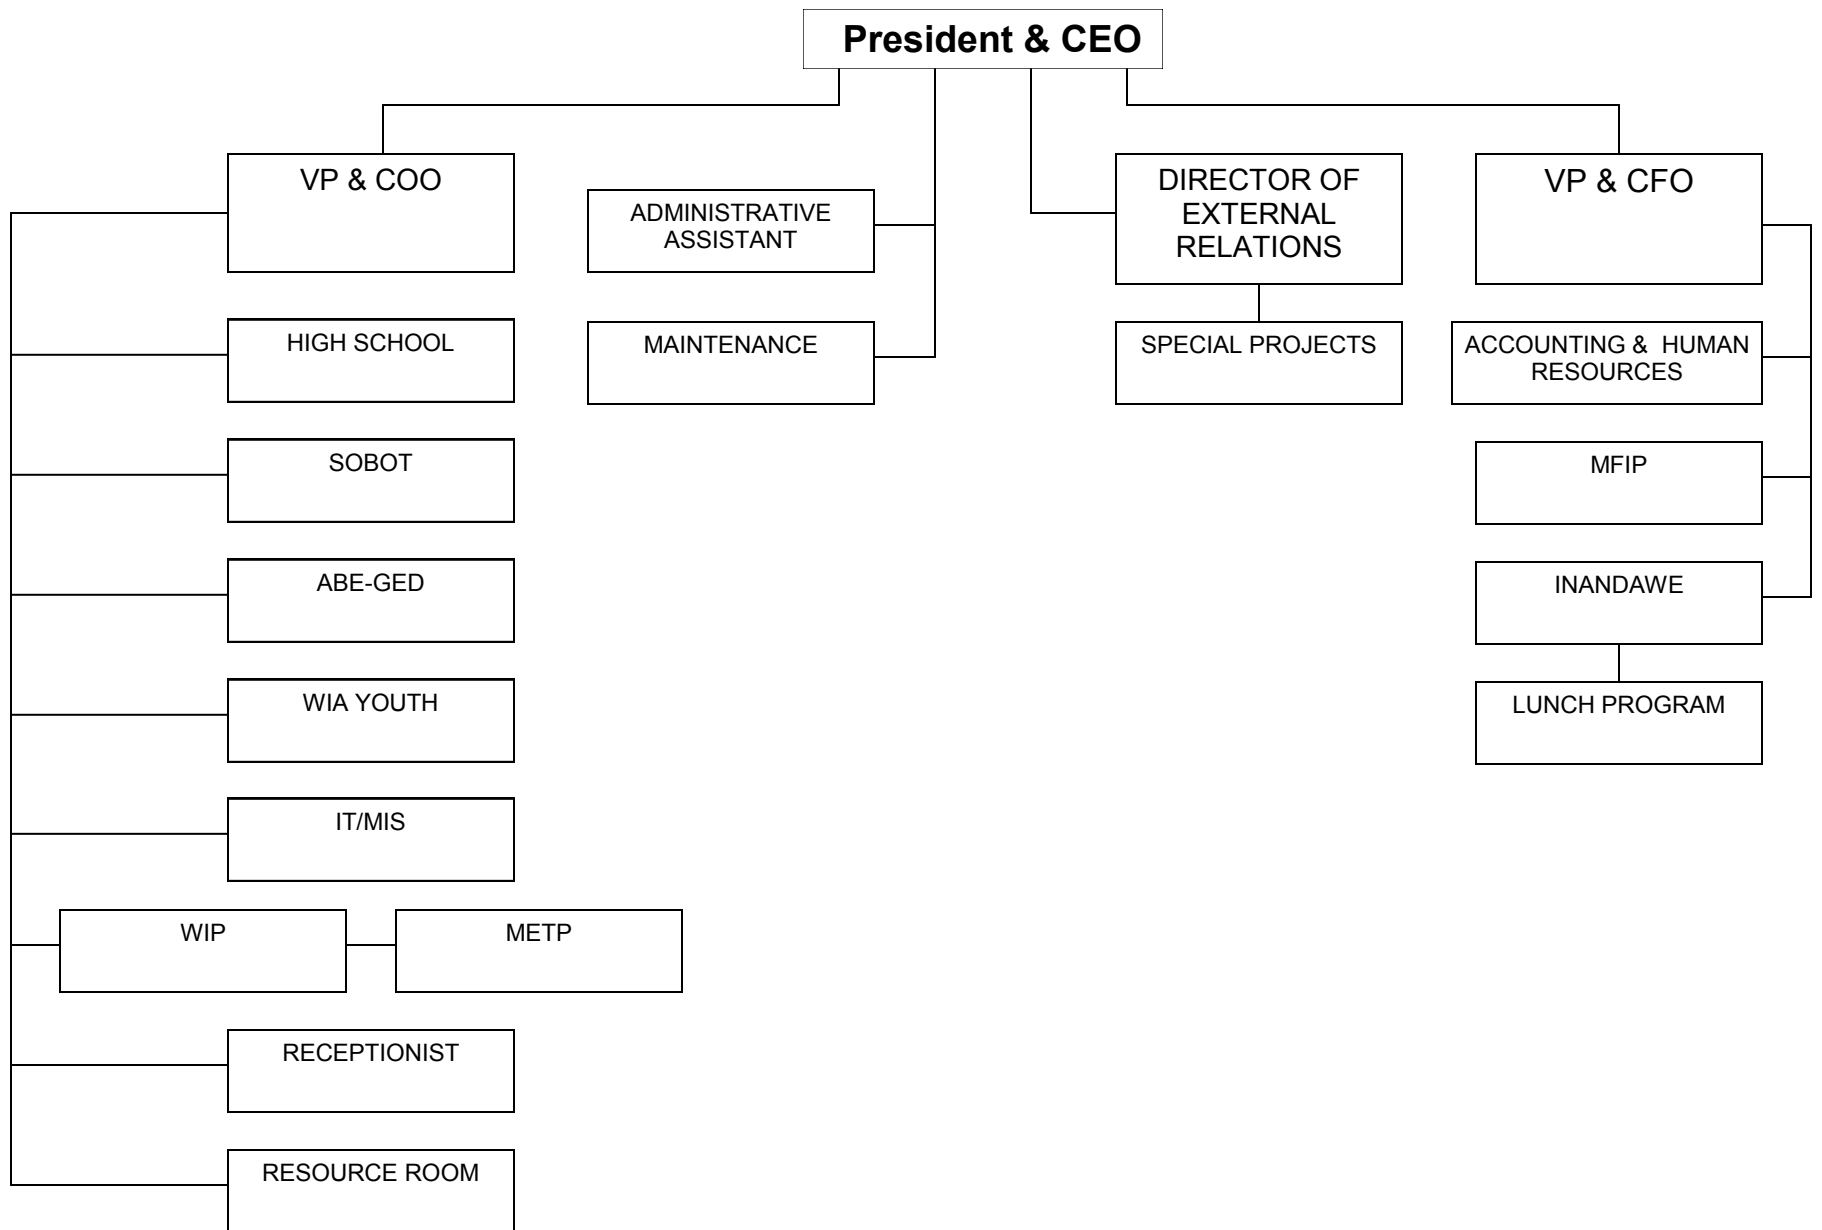 President & CEO
VP & COO
ADMINISTRATIVE
ASSISTANT
DIRECTOR OF
EXTERNAL
RELATIONS
VP & CFO
HIGH SCHOOL
MAINTENANCE
SPECIAL PROJECTS
ACCOUNTING & HUMAN
RESOURCES
SOBOT
MFIP
ABE-GED
INANDAWE
WIA YOUTH
LUNCH PROGRAM
IT/MIS
WIP
METP
RECEPTIONIST
RESOURCE ROOM